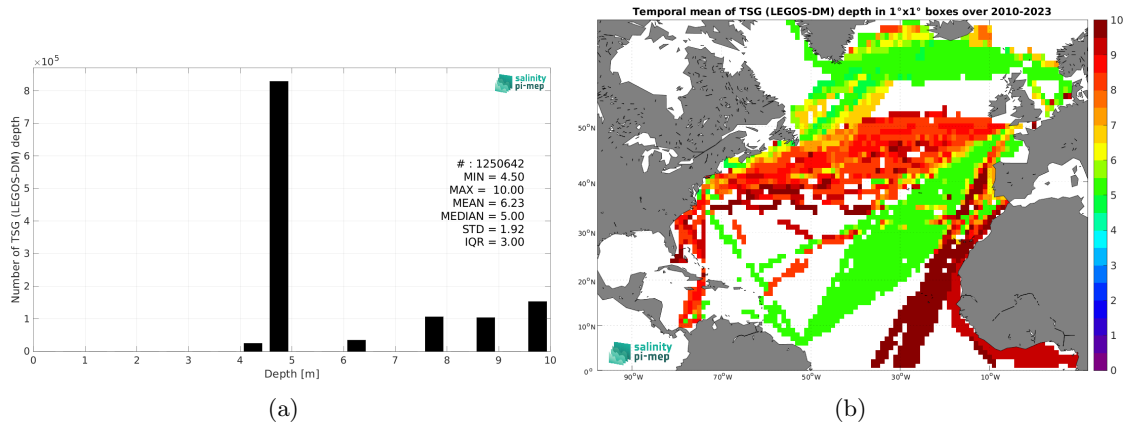 ×10⁵
8
7
6
5
4
3
2
1
0
Number of TSG (LEGOS-DM) depth
salinity
pi-mep
# : 1250642
MIN = 4.50
MAX = 10.00
MEAN = 6.23
MEDIAN = 5.00
STD = 1.92
IQR = 3.00
0 1 2 3 4 5 6 7 8 9 10
Depth [m]
(a)
Temporal mean of TSG (LEGOS-DM) depth in 1°x1° boxes over 2010-2023
50°N
40°N
30°N
20°N
10°N
0°
90°W 70°W 50°W 30°W 10°W
salinity
pi-mep
10
9
8
7
6
5
4
3
2
1
0
(b)